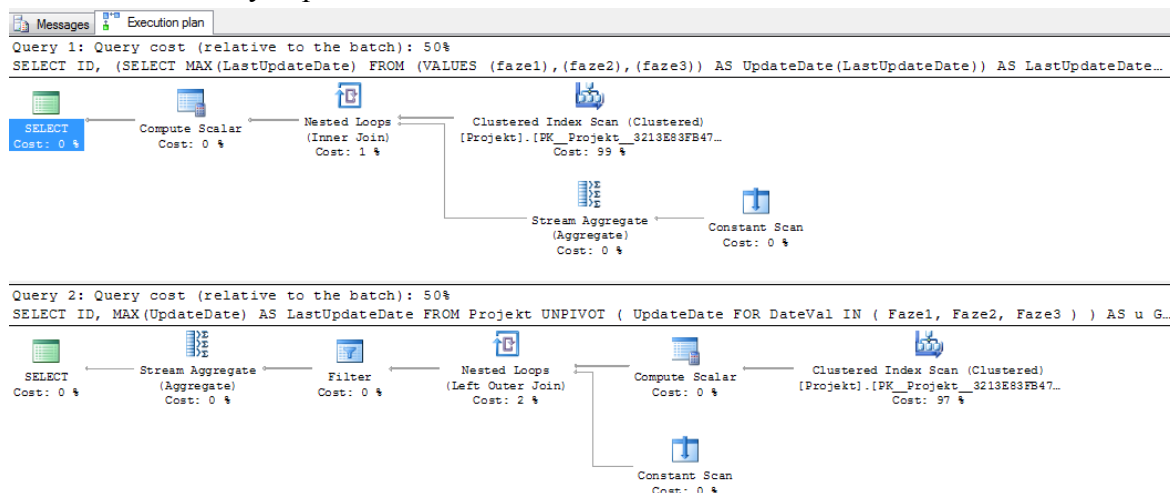 Messages Execution plan
Query 1: Query cost (relative to the batch): 50%
SELECT ID, (SELECT MAX(LastUpdateDate) FROM (VALUES (faze1),(faze2),(faze3)) AS UpdateDate(LastUpdateDate)) AS LastUpdateDate…
SELECT
Cost: 0 %
Compute Scalar
Cost: 0 %
Nested Loops
(Inner Join)
Cost: 1 %
Clustered Index Scan (Clustered)
[Projekt].[PK__Projekt__3213E83FB47…
Cost: 99 %
Stream Aggregate
(Aggregate)
Cost: 0 %
Constant Scan
Cost: 0 %
Query 2: Query cost (relative to the batch): 50%
SELECT ID, MAX(UpdateDate) AS LastUpdateDate FROM Projekt UNPIVOT ( UpdateDate FOR DateVal IN ( Faze1, Faze2, Faze3 ) ) AS u G…
SELECT
Cost: 0 %
Stream Aggregate
(Aggregate)
Cost: 0 %
Filter
Cost: 0 %
Nested Loops
(Left Outer Join)
Cost: 2 %
Compute Scalar
Cost: 0 %
Clustered Index Scan (Clustered)
[Projekt].[PK__Projekt__3213E83FB47…
Cost: 97 %
Constant Scan
Cost: 0 %